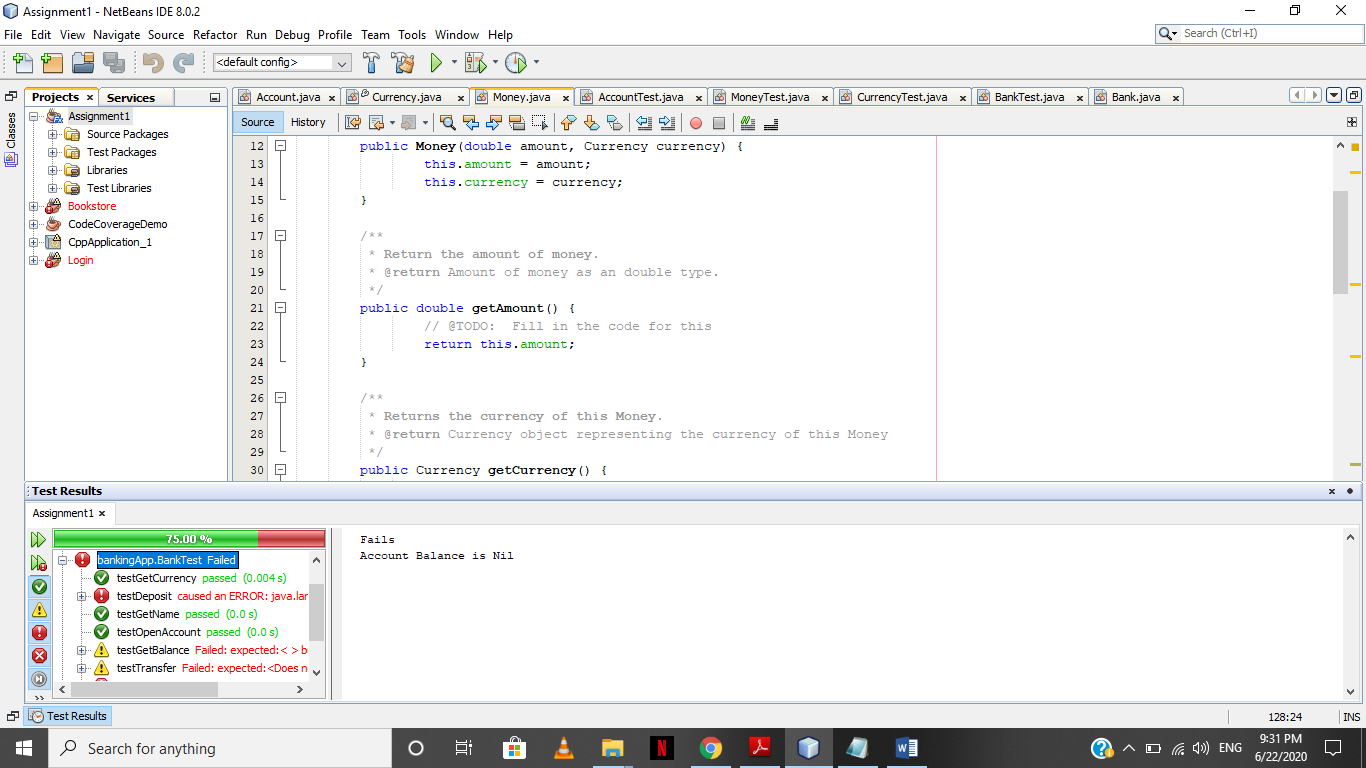 Assignment1 - NetBeans IDE 8.0.2
File Edit View Navigate Source Refactor Run Debug Profile Team Tools Window Help
Search (Ctrl+I)
<default config>
Projects Services
Classes
Assignment1
Source Packages
Test Packages
Libraries
Test Libraries
Bookstore
CodeCoverageDemo
CppApplication_1
Login
Account.java Currency.java Money.java AccountTest.java MoneyTest.java CurrencyTest.java BankTest.java Bank.java
Source History
12 public Money(double amount, Currency currency) {
13 this.amount = amount;
14 this.currency = currency;
15 }
16
17 /**
18 * Return the amount of money.
19 * @return Amount of money as an double type.
20 */
21 public double getAmount() {
22 // @TODO:  Fill in the code for this
23 return this.amount;
24 }
25
26 /**
27 * Returns the currency of this Money.
28 * @return Currency object representing the currency of this Money
29 */
30 public Currency getCurrency() {
Test Results
Assignment1
75.00 %
bankingApp.BankTest Failed
testGetCurrency passed (0.004 s)
testDeposit caused an ERROR: java.lan
testGetName passed (0.0 s)
testOpenAccount passed (0.0 s)
testGetBalance Failed: expected:< > b
testTransfer Failed: expected:<Does n
Fails
Account Balance is Nil
Test Results
128:24 INS
Search for anything
ENG
9:31 PM
6/22/2020